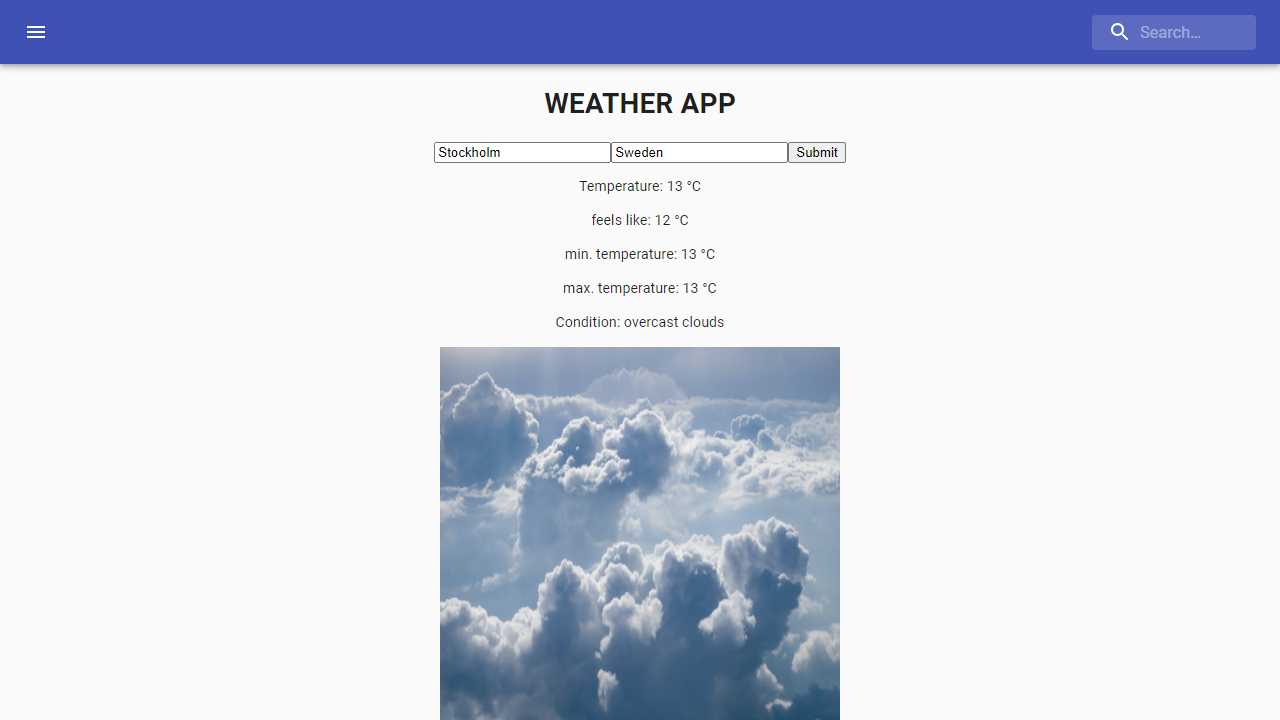 Search…
WEATHER APP
Stockholm Sweden Submit
Temperature: 13 °C
feels like: 12 °C
min. temperature: 13 °C
max. temperature: 13 °C
Condition: overcast clouds